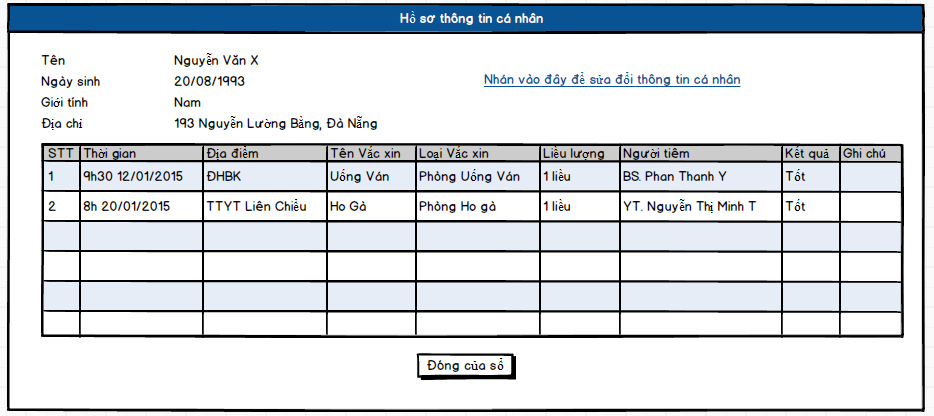 Hồ sơ thông tin cá nhân
Tên Nguyễn Văn X
Ngày sinh 20/08/1993
Nhán vào đây để sửa đổi thông tin cá nhân
Giới tính Nam
Địa chỉ 193 Nguyễn Lường Bằng, Đà Nẵng
STT Thời gian Địa điểm Tên Vắc xin Loại Vắc xin Liều lượng Người tiêm Kết quả Ghi chú
1 9h30 12/01/2015 ĐHBK Uống Ván Phòng Uống Ván 1 liều BS. Phan Thanh Y Tốt
2 8h 20/01/2015 TTYT Liên Chiểu Ho Gà Phòng Ho gà 1 liều YT. Nguyễn Thị Minh T Tốt
Đóng cửa sổ